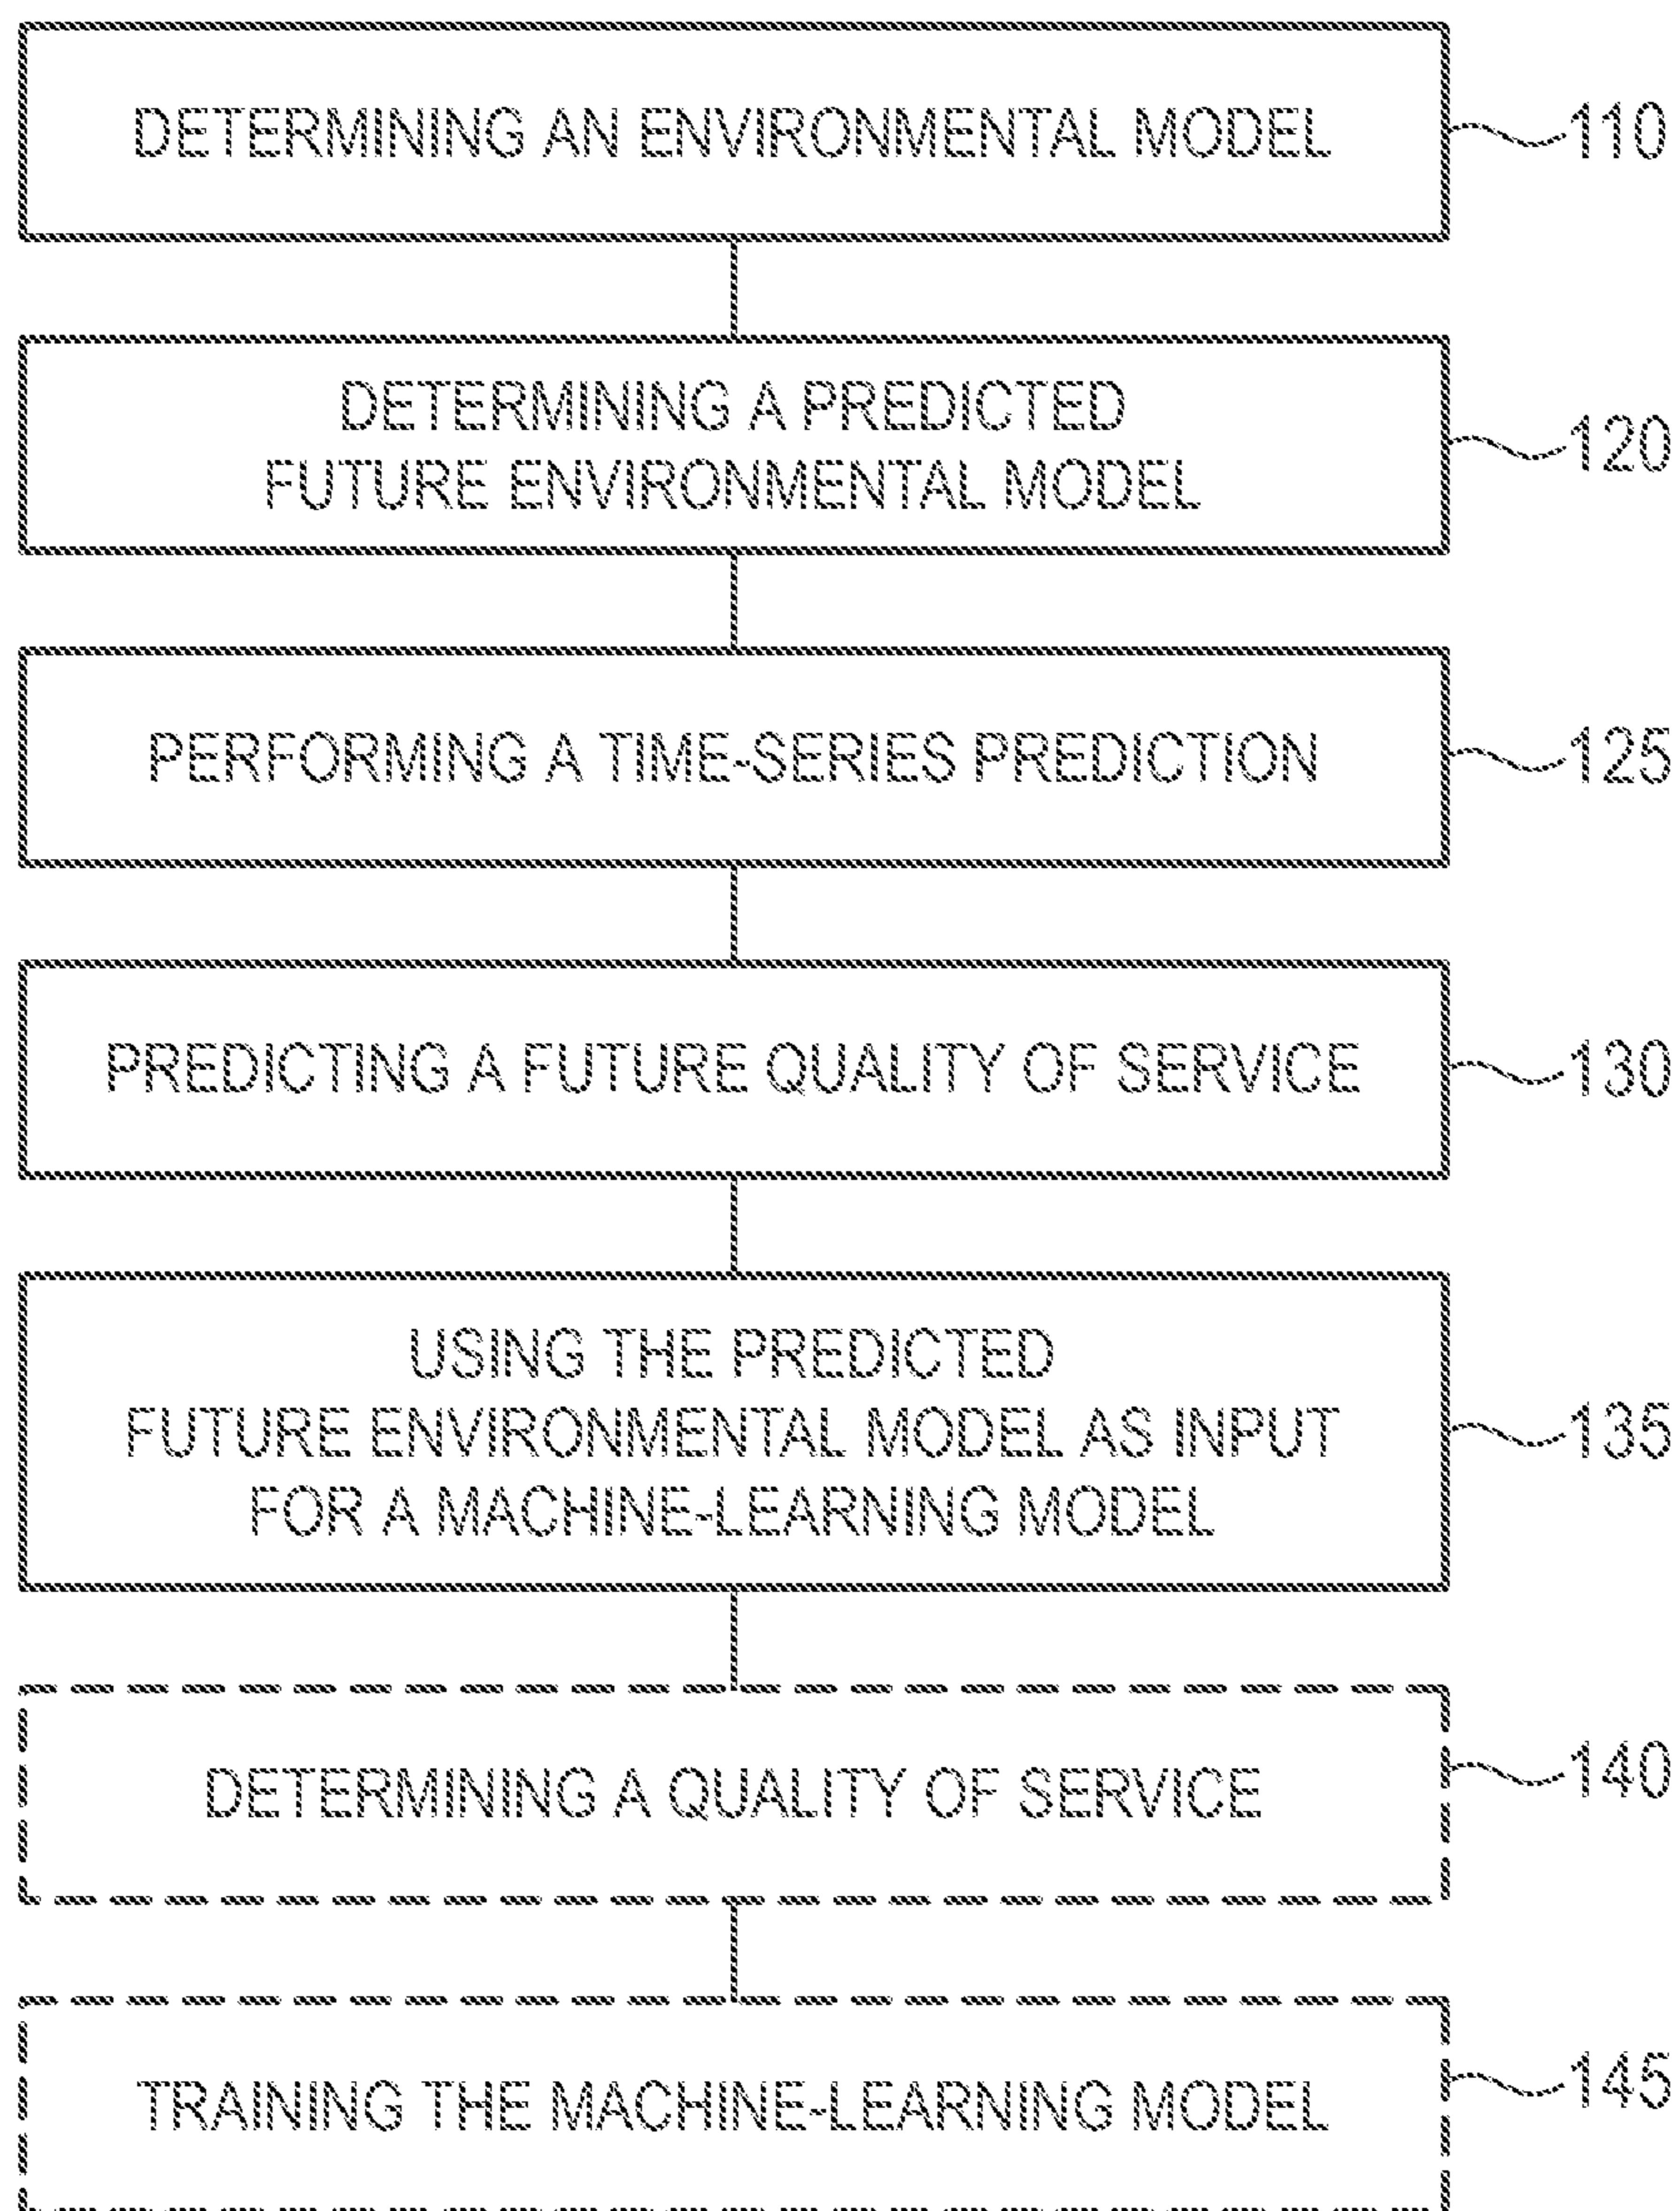 DETERMINING AN ENVIRONMENTAL MODEL
110
DETERMINING A PREDICTED
FUTURE ENVIRONMENTAL MODEL
120
PERFORMING A TIME-SERIES PREDICTION
125
PREDICTING A FUTURE QUALITY OF SERVICE
130
USING THE PREDICTED
FUTURE ENVIRONMENTAL MODEL AS INPUT
FOR A MACHINE-LEARNING MODEL
135
DETERMINING A QUALITY OF SERVICE
140
TRAINING THE MACHINE-LEARNING MODEL
145